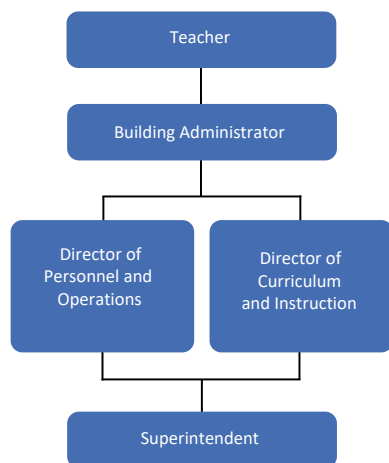 Teacher
Building Administrator
Director of
Personnel and
Operations
Director of
Curriculum
and Instruction
Superintendent